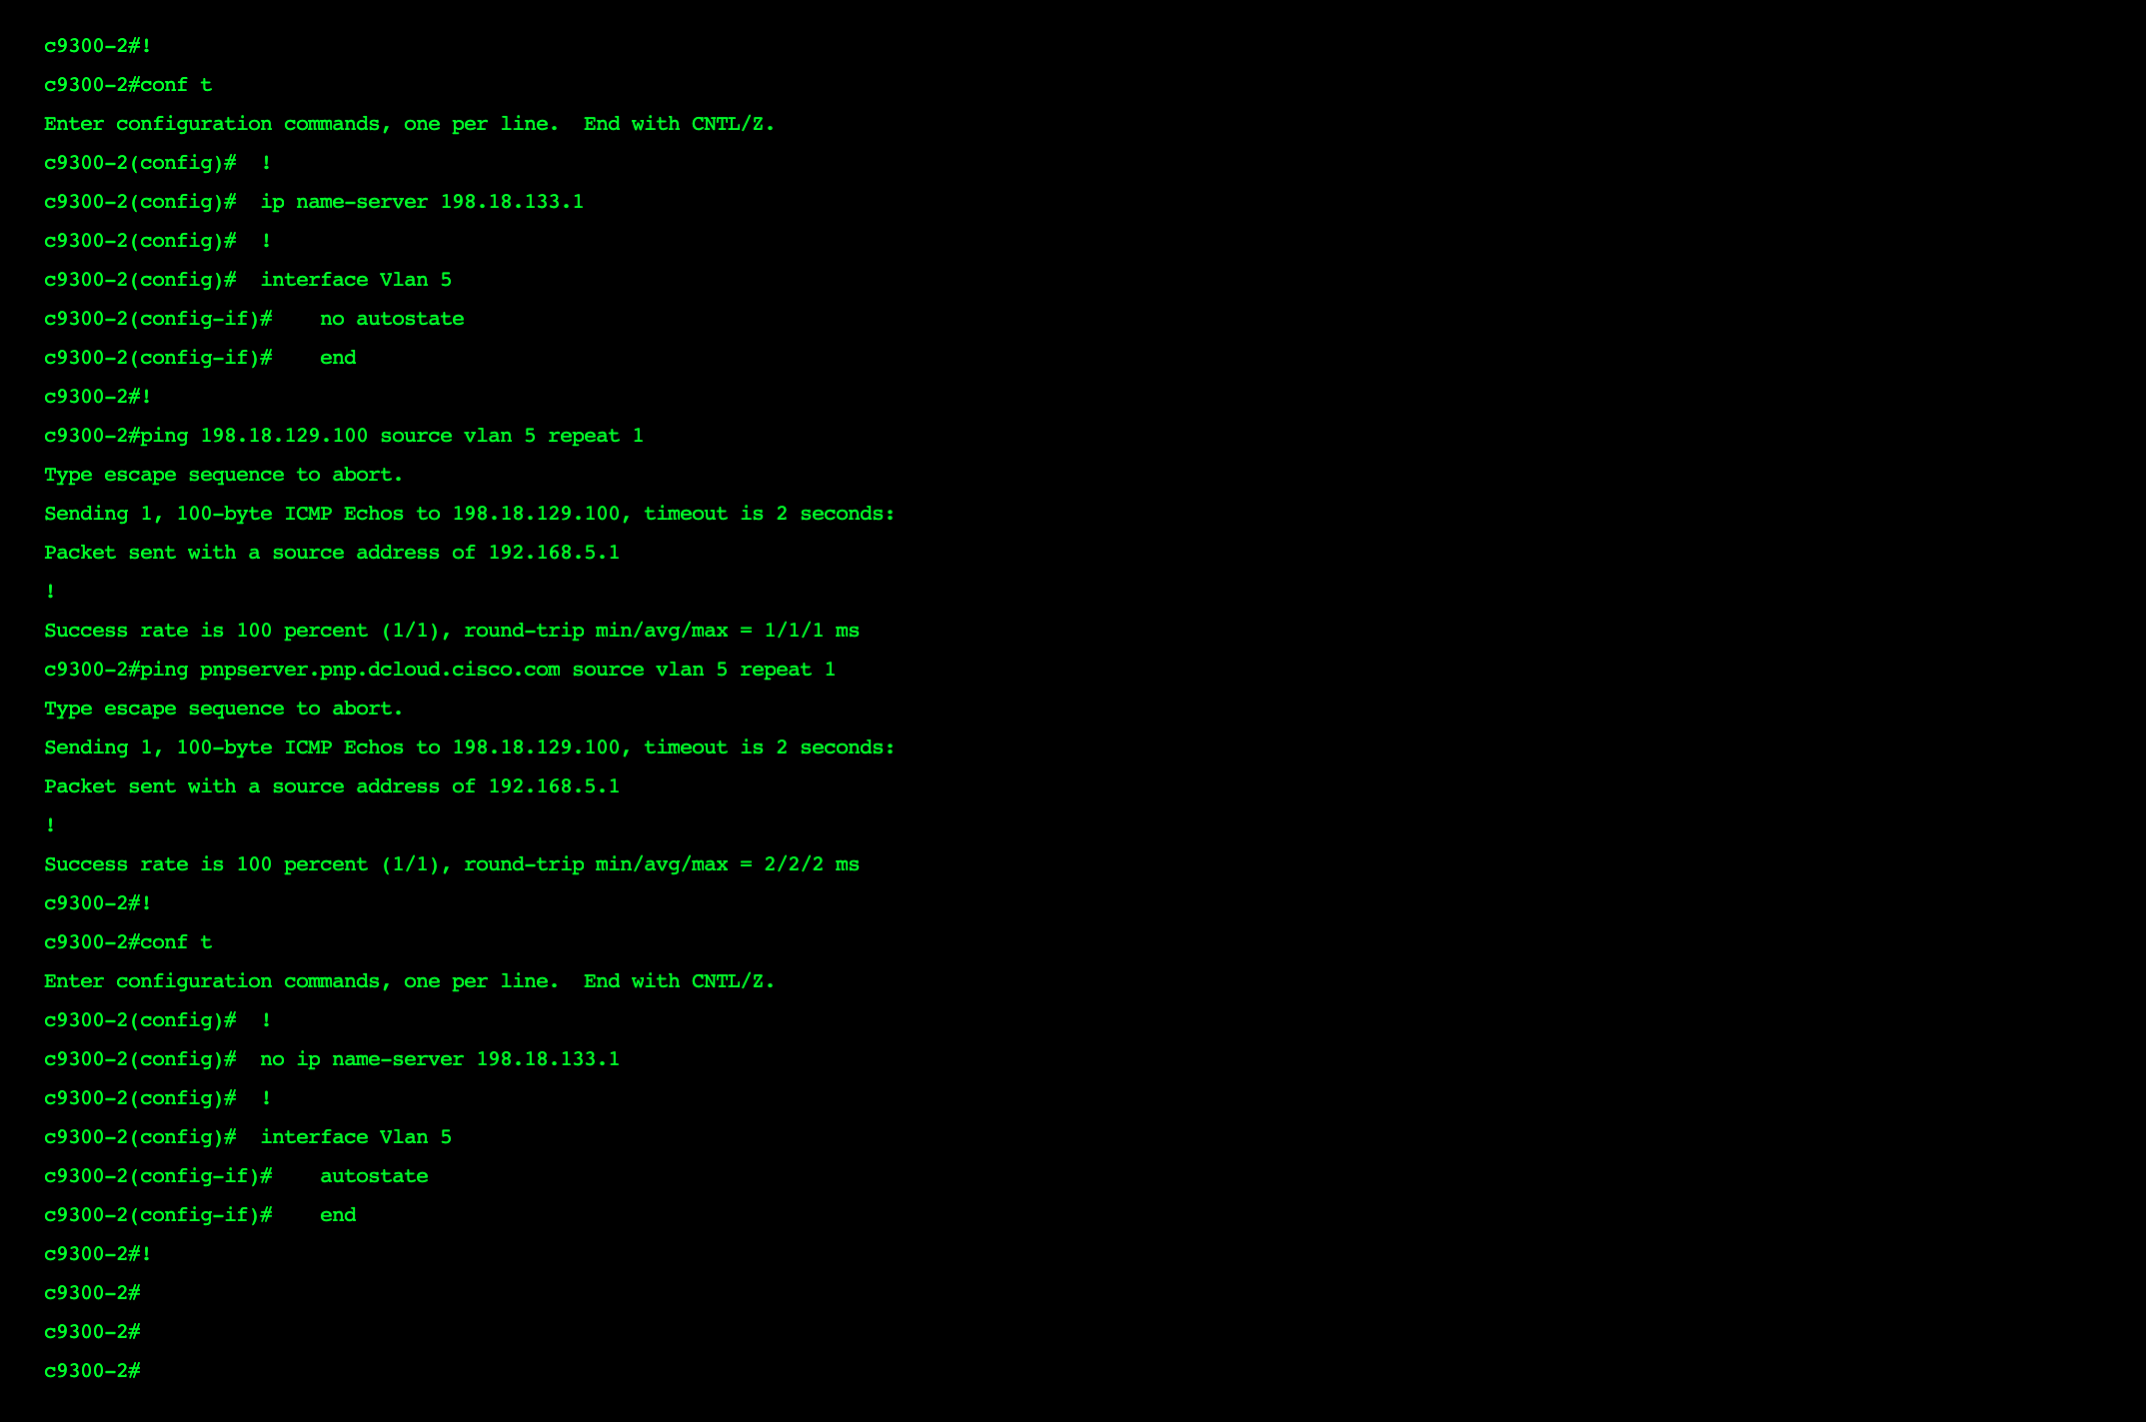 c9300-2#!
c9300-2#conf t
Enter configuration commands, one per line.  End with CNTL/Z.
c9300-2(config)#  !
c9300-2(config)#  ip name-server 198.18.133.1
c9300-2(config)#  !
c9300-2(config)#  interface Vlan 5
c9300-2(config-if)#    no autostate
c9300-2(config-if)#    end
c9300-2#!
c9300-2#ping 198.18.129.100 source vlan 5 repeat 1
Type escape sequence to abort.
Sending 1, 100-byte ICMP Echos to 198.18.129.100, timeout is 2 seconds:
Packet sent with a source address of 192.168.5.1
!
Success rate is 100 percent (1/1), round-trip min/avg/max = 1/1/1 ms
c9300-2#ping pnpserver.pnp.dcloud.cisco.com source vlan 5 repeat 1
Type escape sequence to abort.
Sending 1, 100-byte ICMP Echos to 198.18.129.100, timeout is 2 seconds:
Packet sent with a source address of 192.168.5.1
!
Success rate is 100 percent (1/1), round-trip min/avg/max = 2/2/2 ms
c9300-2#!
c9300-2#conf t
Enter configuration commands, one per line.  End with CNTL/Z.
c9300-2(config)#  !
c9300-2(config)#  no ip name-server 198.18.133.1
c9300-2(config)#  !
c9300-2(config)#  interface Vlan 5
c9300-2(config-if)#    autostate
c9300-2(config-if)#    end
c9300-2#!
c9300-2#
c9300-2#
c9300-2#